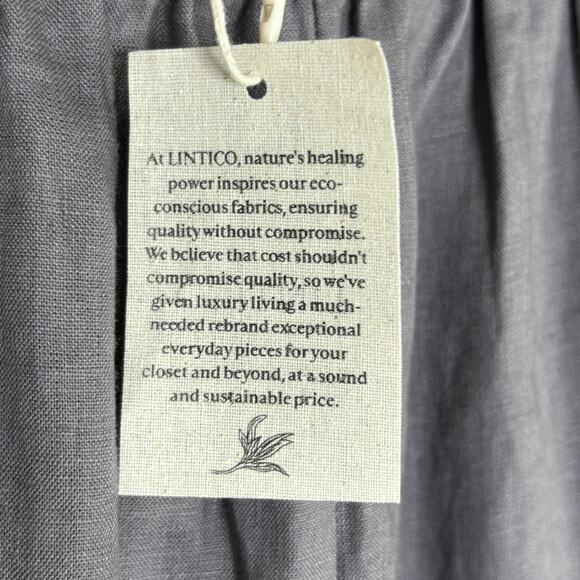 At LINTICO, nature's healing
power inspires our eco-
conscious fabrics, ensuring
quality without compromise.
We believe that cost shouldn't
compromise quality, so we've
given luxury living a much-
needed rebrand exceptional
everyday pieces for your
closet and beyond, at a sound
and sustainable price.